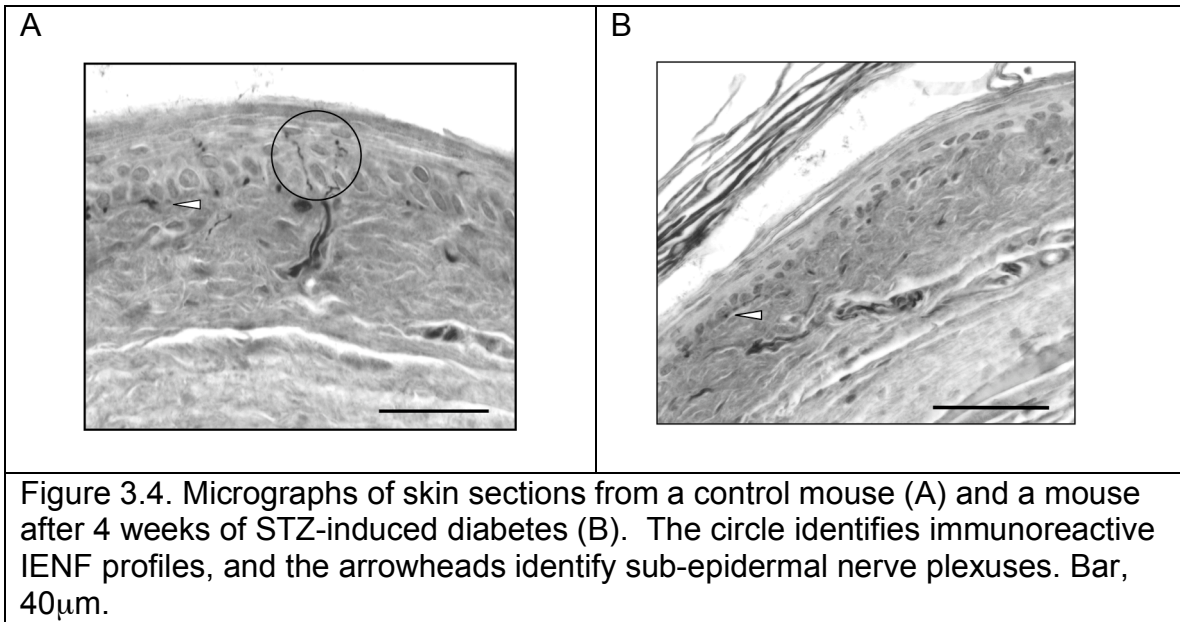 A
B
Figure 3.4. Micrographs of skin sections from a control mouse (A) and a mouse
after 4 weeks of STZ-induced diabetes (B).  The circle identifies immunoreactive
IENF profiles, and the arrowheads identify sub-epidermal nerve plexuses. Bar,
40μm.